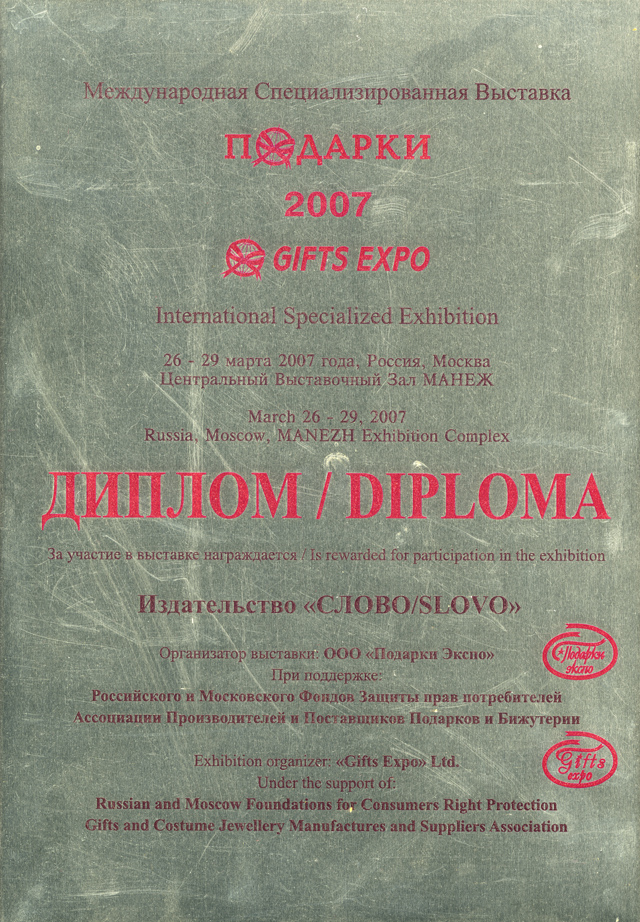 Международная Специализированная Выставка
ПОДАРКИ
2007
GIFTS EXPO
International Specialized Exhibition
26 - 29 марта 2007 года, Россия, Москва
Центральный Выставочный Зал МАНЕЖ
March 26 - 29, 2007
Russia, Moscow, MANEZH Exhibition Complex
ДИПЛОМ / DIPLOMA
За участие в выставке награждается / Is rewarded for participation in the exhibition
Издательство «СЛОВО/SLOVO»
Организатор выставки: ООО «Подарки Экспо»
Подарки
экспо
При поддержке:
Российского и Московского Фондов Защиты прав потребителей
Ассоциации Производителей и Поставщиков Подарков и Бижутерии
Exhibition organizer: «Gifts Expo» Ltd.
Gifts
expo
Under the support of:
Russian and Moscow Foundations for Consumers Right Protection
Gifts and Costume Jewellery Manufactures and Suppliers Association